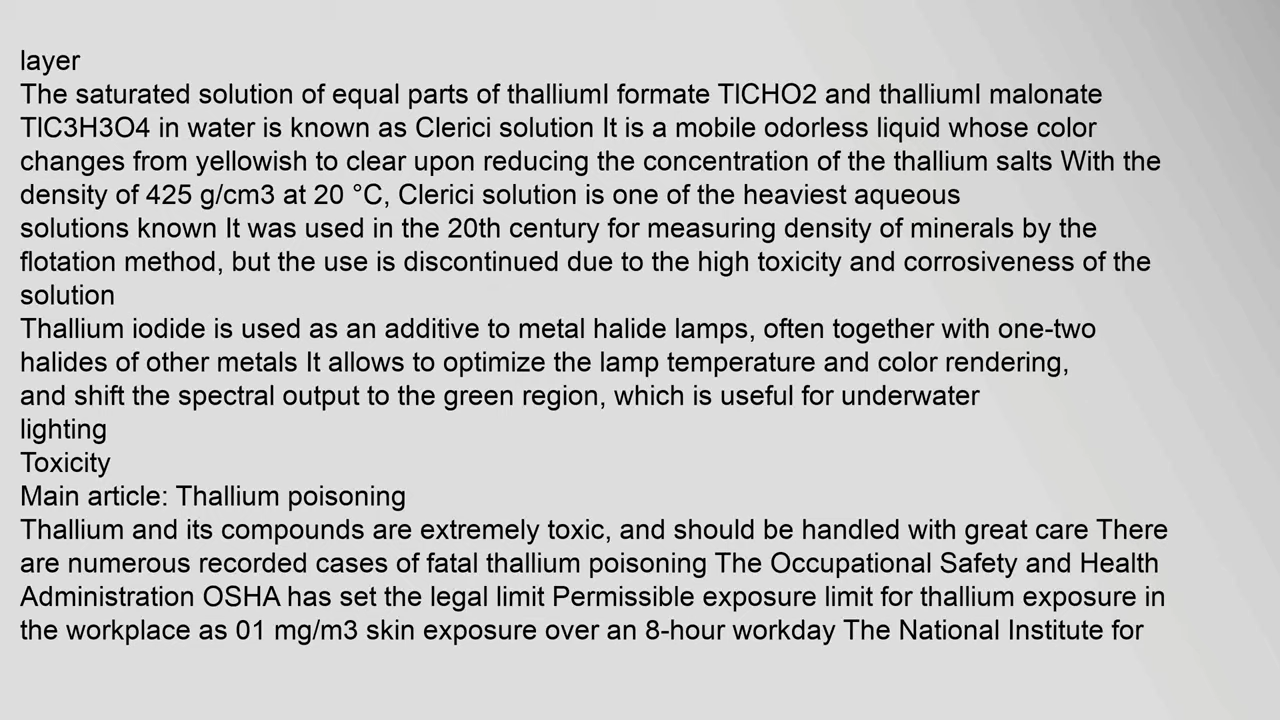 layer
The saturated solution of equal parts of thalliumI formate TlCHO2 and thalliumI malonate
TlC3H3O4 in water is known as Clerici solution It is a mobile odorless liquid whose color
changes from yellowish to clear upon reducing the concentration of the thallium salts With the
density of 425 g/cm3 at 20 °C, Clerici solution is one of the heaviest aqueous
solutions known It was used in the 20th century for measuring density of minerals by the
flotation method, but the use is discontinued due to the high toxicity and corrosiveness of the
solution
Thallium iodide is used as an additive to metal halide lamps, often together with one-two
halides of other metals It allows to optimize the lamp temperature and color rendering,
and shift the spectral output to the green region, which is useful for underwater
lighting
Toxicity
Main article: Thallium poisoning
Thallium and its compounds are extremely toxic, and should be handled with great care There
are numerous recorded cases of fatal thallium poisoning The Occupational Safety and Health
Administration OSHA has set the legal limit Permissible exposure limit for thallium exposure in
the workplace as 01 mg/m3 skin exposure over an 8-hour workday The National Institute for